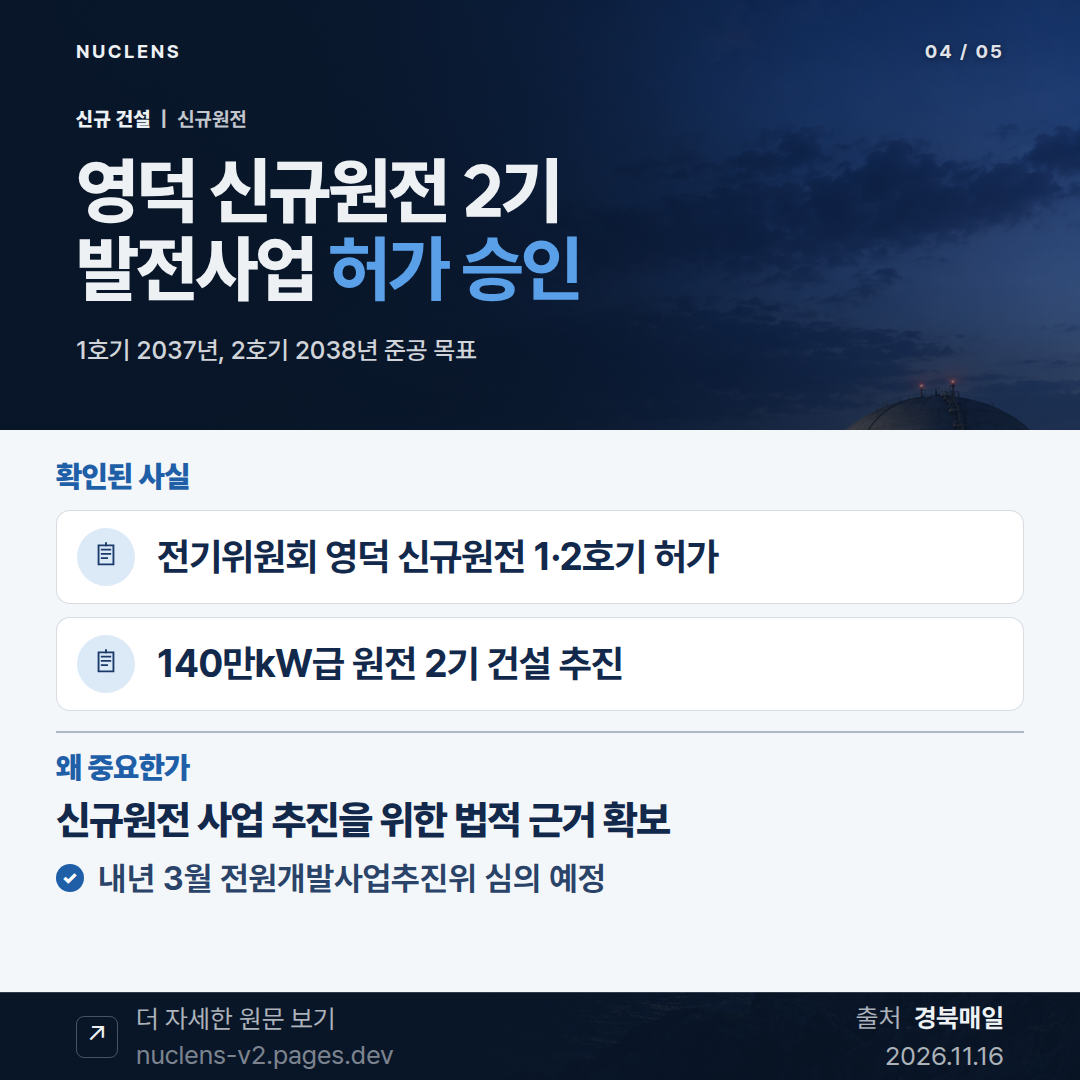 NUCLENS
04 / 05
신규 건설 | 신규원전
영덕 신규원전 2기
발전사업 허가 승인
1호기 2037년, 2호기 2038년 준공 목표
확인된 사실
전기위원회 영덕 신규원전 1·2호기 허가
140만kW급 원전 2기 건설 추진
왜 중요한가
신규원전 사업 추진을 위한 법적 근거 확보
내년 3월 전원개발사업추진위 심의 예정
더 자세한 원문 보기
nuclens-v2.pages.dev
출처 경북매일
2026.11.16